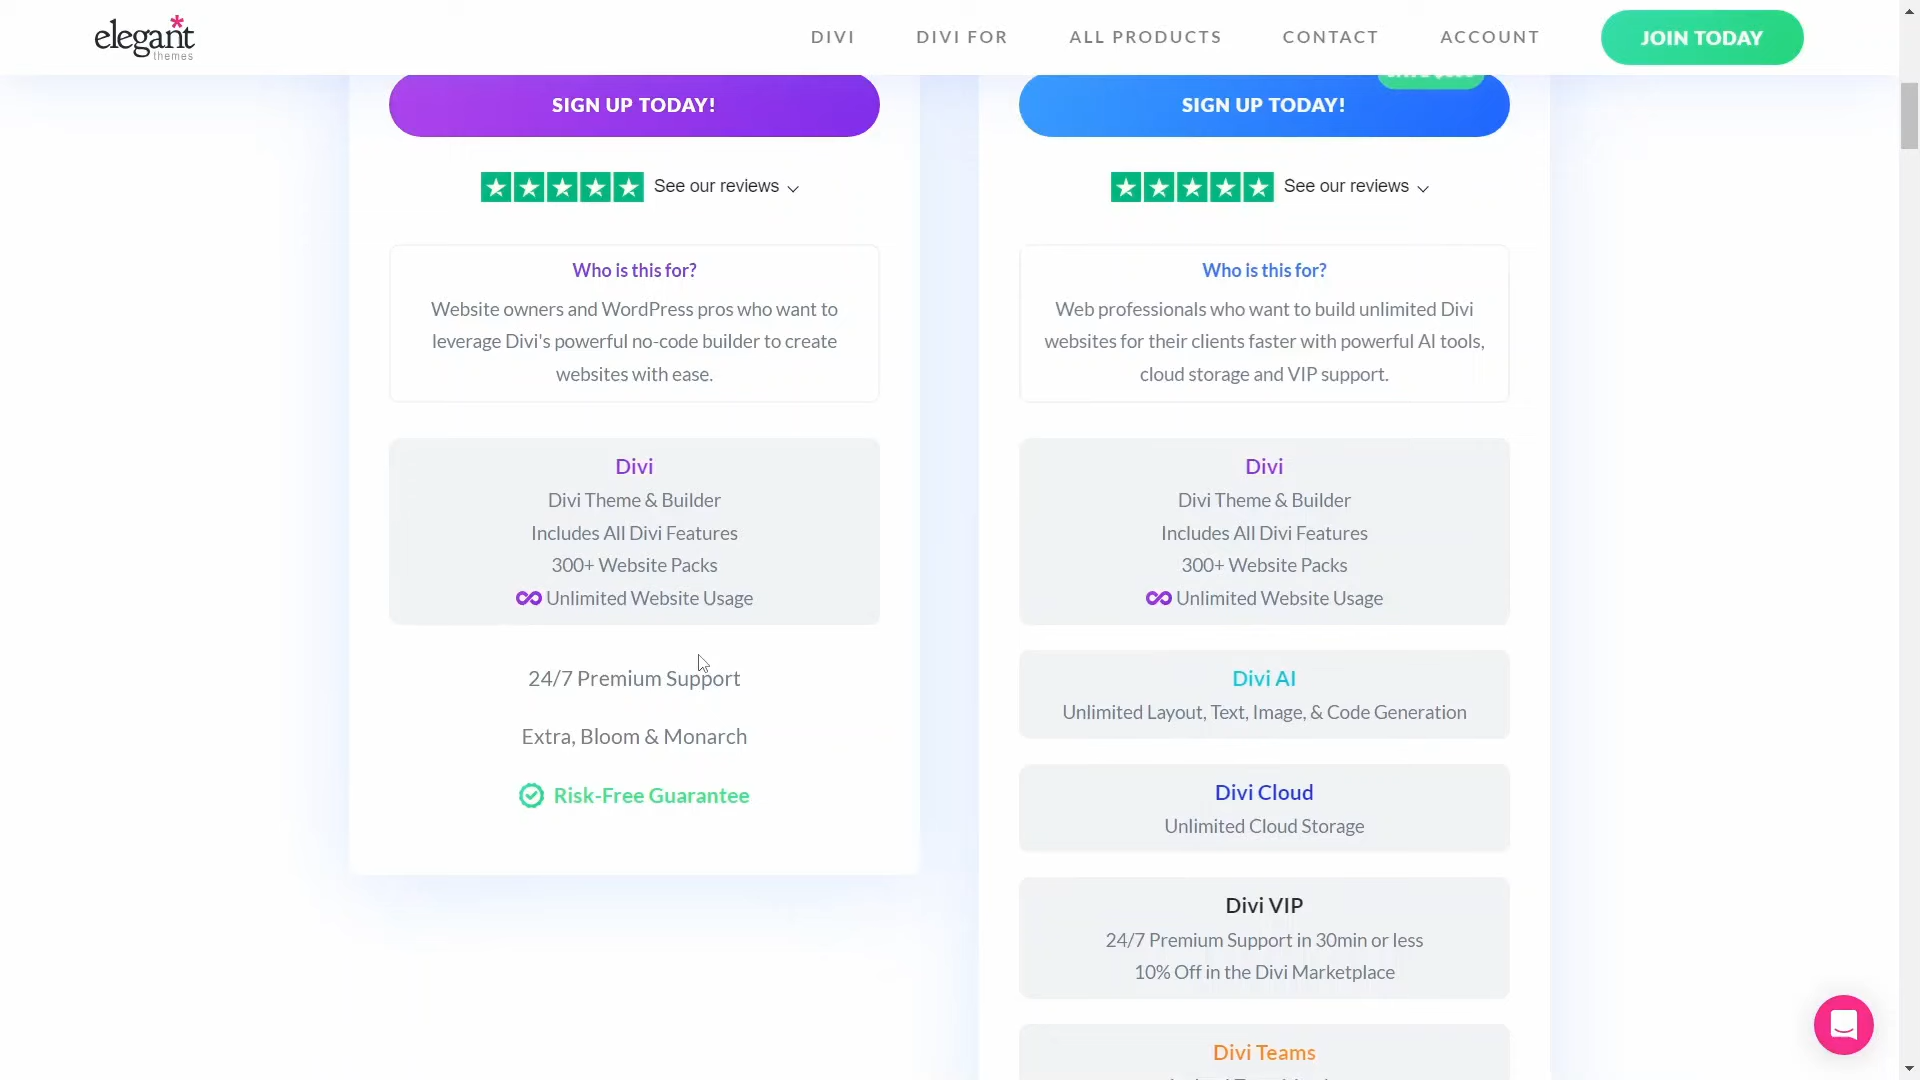 elegant
themes
DIVI
DIVI FOR
ALL PRODUCTS
CONTACT
ACCOUNT
JOIN TODAY
SIGN UP TODAY!
See our reviews
Who is this for?
Website owners and WordPress pros who want to
leverage Divi's powerful no-code builder to create
websites with ease.
Divi
Divi Theme & Builder
Includes All Divi Features
300+ Website Packs
Unlimited Website Usage
24/7 Premium Support
Extra, Bloom & Monarch
Risk-Free Guarantee
SIGN UP TODAY!
See our reviews
Who is this for?
Web professionals who want to build unlimited Divi
websites for their clients faster with powerful AI tools,
cloud storage and VIP support.
Divi
Divi Theme & Builder
Includes All Divi Features
300+ Website Packs
Unlimited Website Usage
Divi AI
Unlimited Layout, Text, Image, & Code Generation
Divi Cloud
Unlimited Cloud Storage
Divi VIP
24/7 Premium Support in 30min or less
10% Off in the Divi Marketplace
Divi Teams